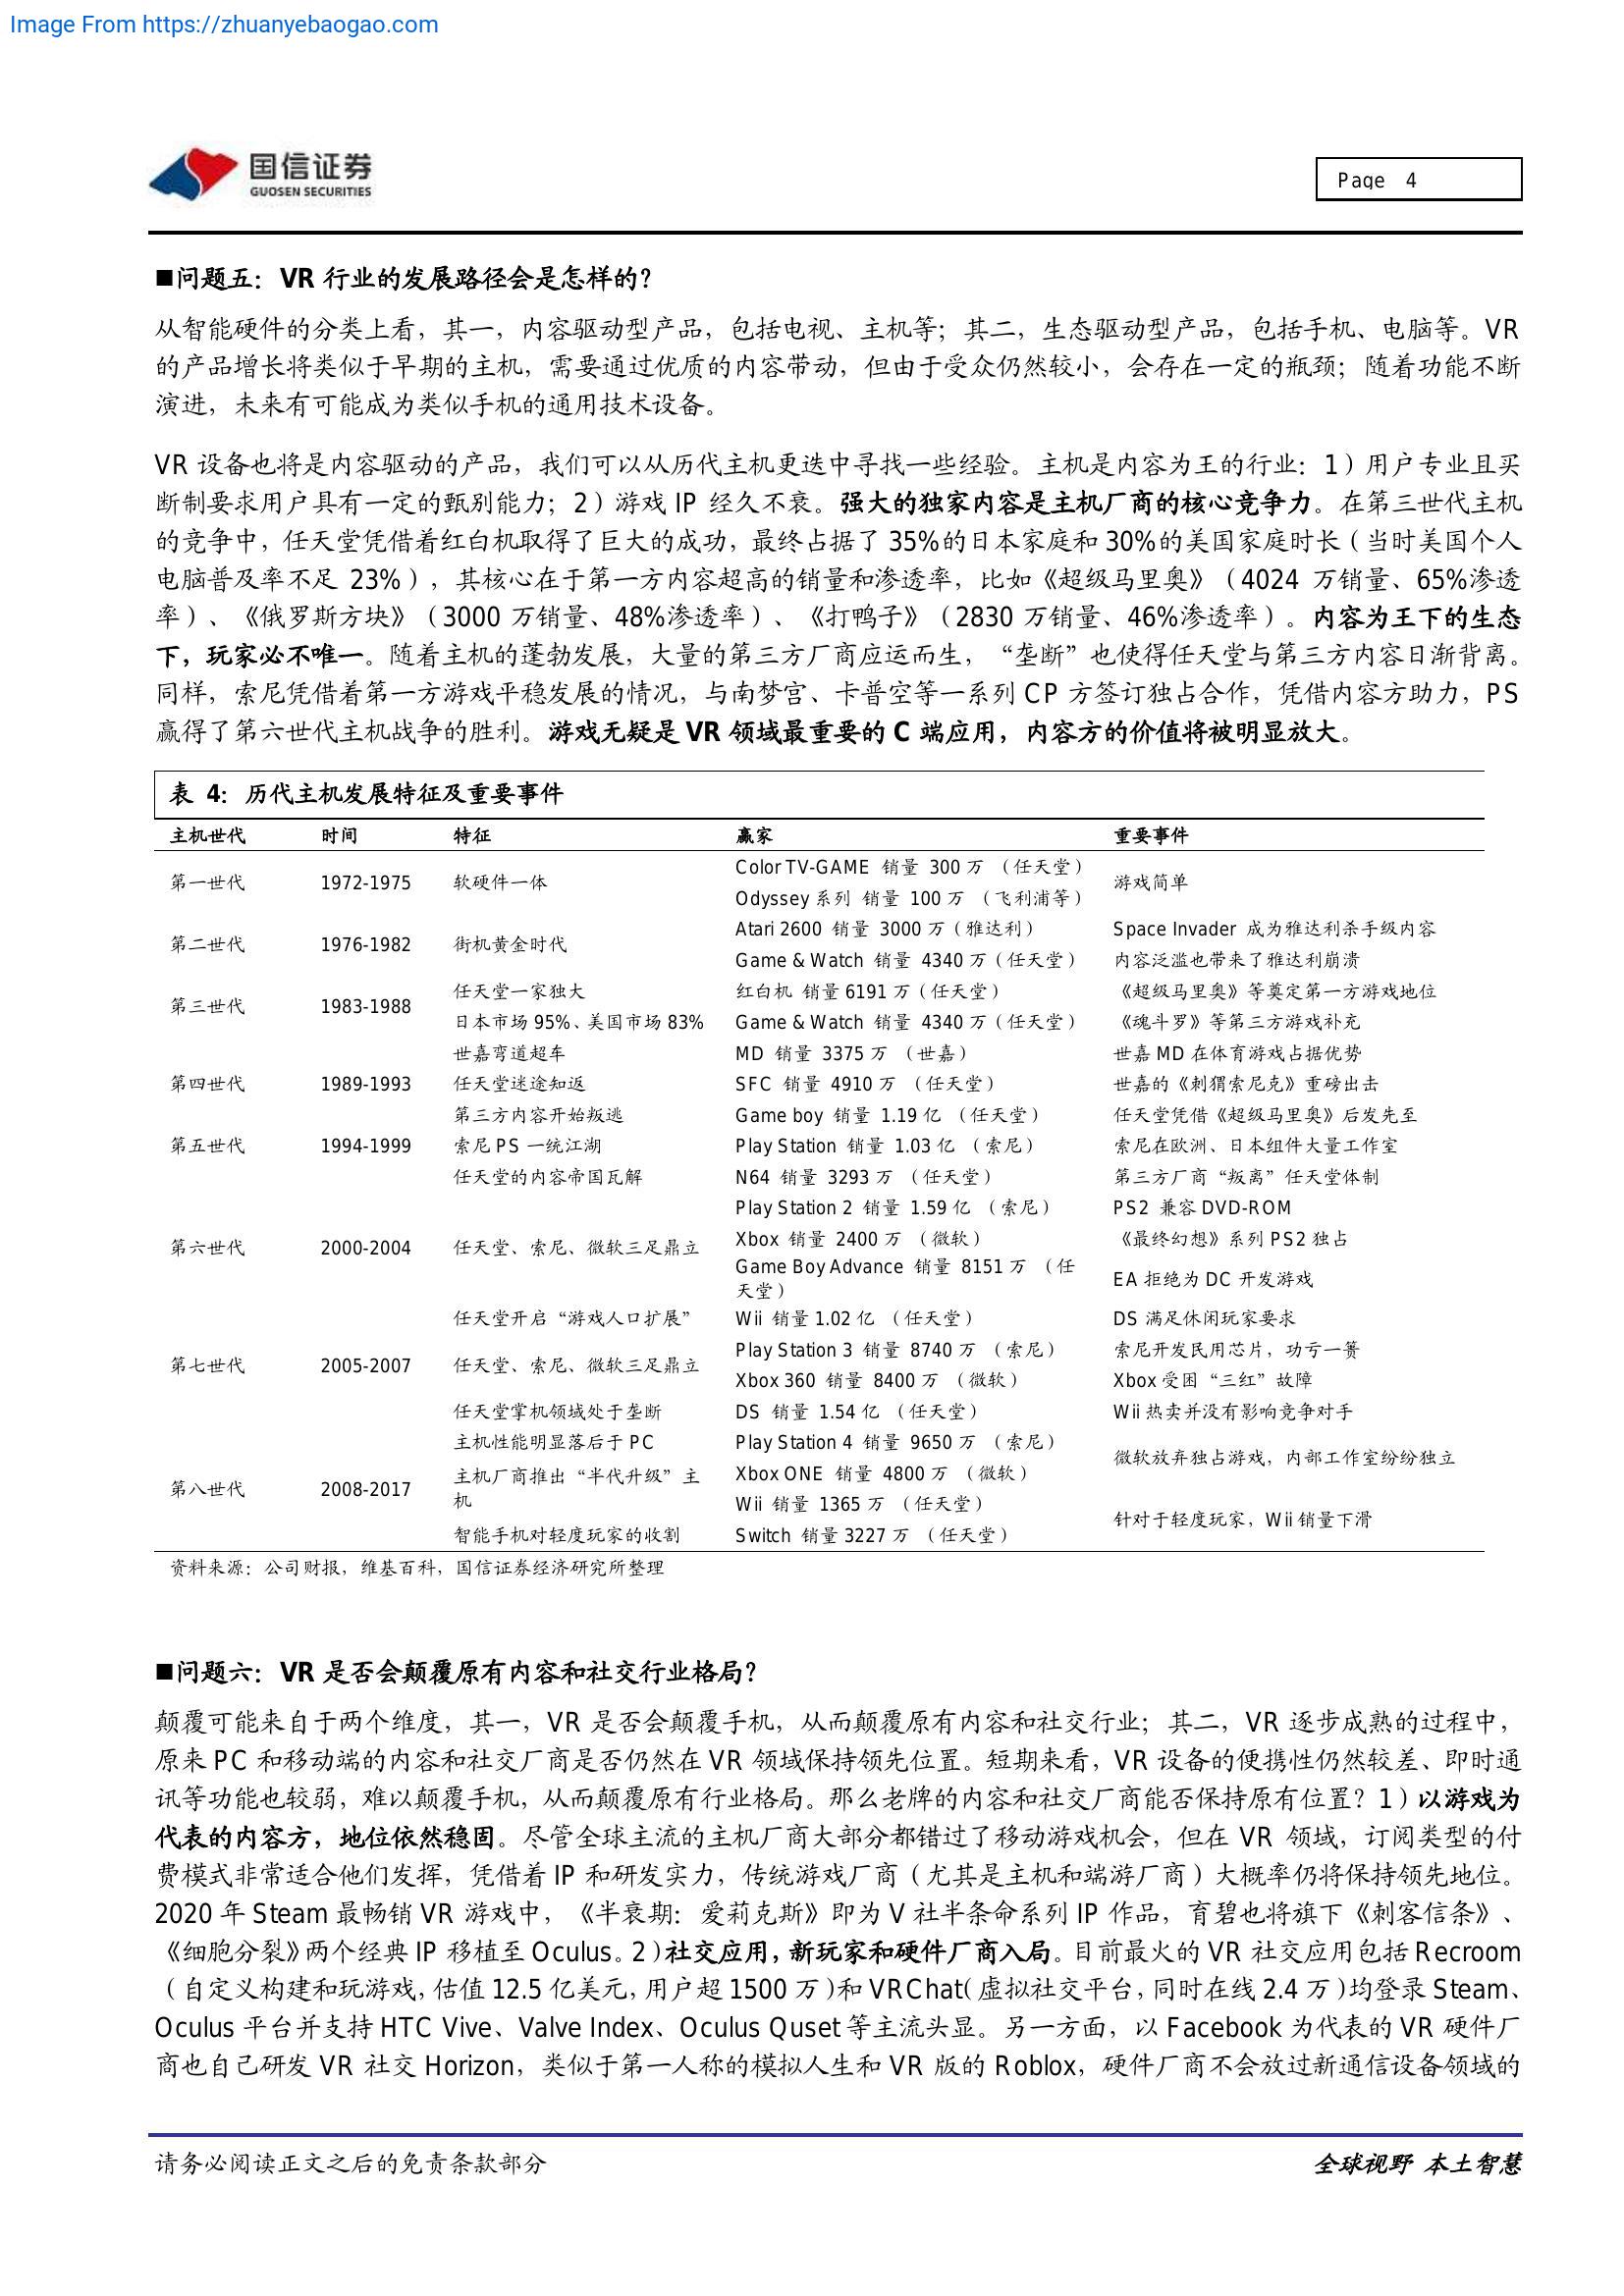 Image From https://zhuanyebaogao.com
国信证券
GUOSEN SECURITIES
Page 4
■问题五：VR 行业的发展路径会是怎样的？
从智能硬件的分类上看，其一，内容驱动型产品，包括电视、主机等；其二，生态驱动型产品，包括手机、电脑等。VR
的产品增长将类似于早期的主机，需要通过优质的内容带动，但由于受众仍然较小，会存在一定的瓶颈；随着功能不断
演进，未来有可能成为类似手机的通用技术设备。
VR 设备也将是内容驱动的产品，我们可以从历代主机更迭中寻找一些经验。主机是内容为王的行业：1）用户专业且买
断制要求用户具有一定的甄别能力；2）游戏 IP 经久不衰。强大的独家内容是主机厂商的核心竞争力。在第三世代主机
的竞争中，任天堂凭借着红白机取得了巨大的成功，最终占据了 35%的日本家庭和 30%的美国家庭时长（当时美国个人
电脑普及率不足 23%），其核心在于第一方内容超高的销量和渗透率，比如《超级马里奥》（4024 万销量、65%渗透
率）、《俄罗斯方块》（3000 万销量、48%渗透率）、《打鸭子》（2830 万销量、46%渗透率）。内容为王下的生态
下，玩家必不唯一。随着主机的蓬勃发展，大量的第三方厂商应运而生，“垄断”也使得任天堂与第三方内容日渐背离。
同样，索尼凭借着第一方游戏平稳发展的情况，与南梦宫、卡普空等一系列 CP 方签订独占合作，凭借内容方助力，PS
赢得了第六世代主机战争的胜利。游戏无疑是 VR 领域最重要的 C 端应用，内容方的价值将被明显放大。
表 4：历代主机发展特征及重要事件
主机世代 时间 特征 赢家 重要事件
第一世代 1972-1975 软硬件一体 Color TV-GAME 销量 300 万 （任天堂） 游戏简单
Odyssey 系列 销量 100 万 （飞利浦等）
第二世代 1976-1982 街机黄金时代 Atari 2600 销量 3000 万（雅达利） Space Invader 成为雅达利杀手级内容
Game & Watch 销量 4340 万（任天堂） 内容泛滥也带来了雅达利崩溃
第三世代 1983-1988 任天堂一家独大 红白机 销量 6191 万（任天堂） 《超级马里奥》等奠定第一方游戏地位
日本市场 95%、美国市场 83% Game & Watch 销量 4340 万（任天堂） 《魂斗罗》等第三方游戏补充
世嘉弯道超车 MD 销量 3375 万 （世嘉） 世嘉 MD 在体育游戏占据优势
第四世代 1989-1993 任天堂迷途知返 SFC 销量 4910 万 （任天堂） 世嘉的《刺猬索尼克》重磅出击
第三方内容开始叛逃 Game boy 销量 1.19 亿 （任天堂） 任天堂凭借《超级马里奥》后发先至
第五世代 1994-1999 索尼 PS 一统江湖 Play Station 销量 1.03 亿 （索尼） 索尼在欧洲、日本组件大量工作室
任天堂的内容帝国瓦解 N64 销量 3293 万 （任天堂） 第三方厂商“叛离”任天堂体制
Play Station 2 销量 1.59 亿 （索尼） PS2 兼容 DVD-ROM
第六世代 2000-2004 任天堂、索尼、微软三足鼎立 Xbox 销量 2400 万 （微软） 《最终幻想》系列 PS2 独占
Game Boy Advance 销量 8151 万 （任
天堂） EA 拒绝为 DC 开发游戏
任天堂开启“游戏人口扩展” Wii 销量 1.02 亿 （任天堂） DS 满足休闲玩家要求
第七世代 2005-2007 任天堂、索尼、微软三足鼎立 Play Station 3 销量 8740 万 （索尼） 索尼开发民用芯片，功亏一篑
Xbox 360 销量 8400 万 （微软） Xbox 受困“三红”故障
任天堂掌机领域处于垄断 DS 销量 1.54 亿 （任天堂） Wii 热卖并没有影响竞争对手
主机性能明显落后于 PC Play Station 4 销量 9650 万 （索尼） 微软放弃独占游戏，内部工作室纷纷独立
第八世代 2008-2017 主机厂商推出“半代升级”主
机 Xbox ONE 销量 4800 万 （微软）
Wii 销量 1365 万 （任天堂） 针对于轻度玩家，Wii 销量下滑
智能手机对轻度玩家的收割 Switch 销量 3227 万 （任天堂）
资料来源：公司财报，维基百科，国信证券经济研究所整理
■问题六：VR 是否会颠覆原有内容和社交行业格局？
颠覆可能来自于两个维度，其一，VR 是否会颠覆手机，从而颠覆原有内容和社交行业；其二，VR 逐步成熟的过程中，
原来 PC 和移动端的内容和社交厂商是否仍然在 VR 领域保持领先位置。短期来看，VR 设备的便携性仍然较差、即时通
讯等功能也较弱，难以颠覆手机，从而颠覆原有行业格局。那么老牌的内容和社交厂商能否保持原有位置？1）以游戏为
代表的内容方，地位依然稳固。尽管全球主流的主机厂商大部分都错过了移动游戏机会，但在 VR 领域，订阅类型的付
费模式非常适合他们发挥，凭借着 IP 和研发实力，传统游戏厂商（尤其是主机和端游厂商）大概率仍将保持领先地位。
2020 年 Steam 最畅销 VR 游戏中，《半衰期：爱莉克斯》即为 V 社半条命系列 IP 作品，育碧也将旗下《刺客信条》、
《细胞分裂》两个经典 IP 移植至 Oculus。2）社交应用，新玩家和硬件厂商入局。目前最火的 VR 社交应用包括 Recroom
（自定义构建和玩游戏，估值 12.5 亿美元，用户超 1500 万）和 VRChat（虚拟社交平台，同时在线 2.4 万）均登录 Steam、
Oculus 平台并支持 HTC Vive、Valve Index、Oculus Quset 等主流头显。另一方面，以 Facebook 为代表的 VR 硬件厂
商也自己研发 VR 社交 Horizon，类似于第一人称的模拟人生和 VR 版的 Roblox，硬件厂商不会放过新通信设备领域的
请务必阅读正文之后的免责条款部分
全球视野 本土智慧